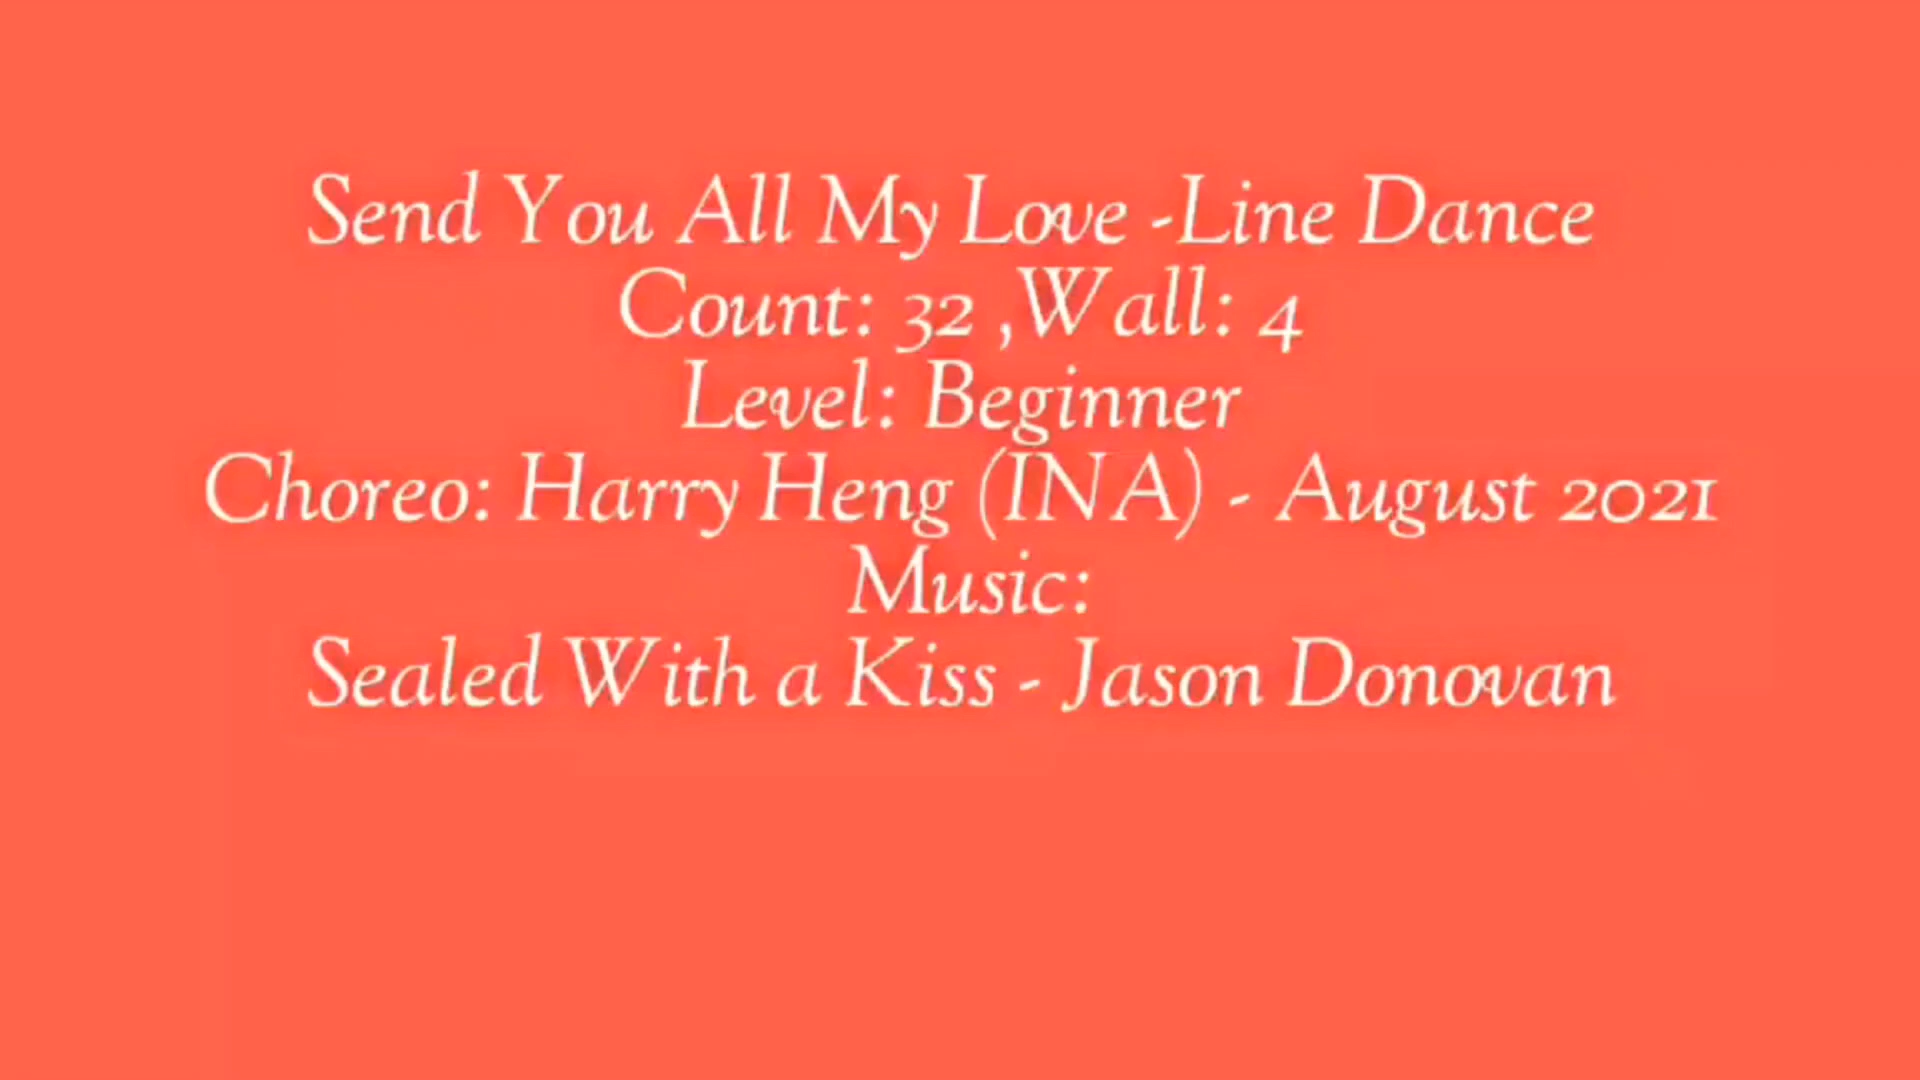 Send You All My Love -Line Dance
Count: 32 ,Wall: 4
Level: Beginner
Choreo: Harry Heng (INA) - August 2021
Music:
Sealed With a Kiss - Jason Donovan